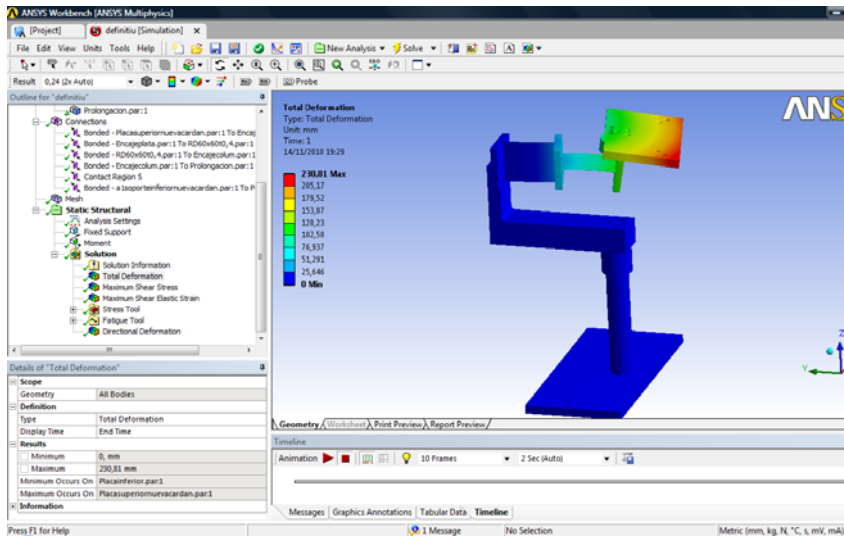 ANSYS Workbench [ANSYS Multiphysics]
[Project]
definitiu [Simulation]
File Edit View Units Tools Help
New Analysis
Solve
Result 0,24 (2x Auto)
Probe
Outline for "definitiu"
Prolongacion.par:1
Connections
Bonded - Placasuperiornuevacardan.par:1 To Encaj
Bonded - Encajeplata.par:1 To RD60x60t0,4.par:1
Bonded - RD60x60t0,4.par:1 To Encajecolum.par:1
Bonded - Encajecolum.par:1 To Prolongacion.par:1
Contact Region 5
Bonded - a1soporteinferiornuevacardan.par:1 To P
Mesh
Static Structural
Analysis Settings
Fixed Support
Moment
Solution
Solution Information
Total Deformation
Maximum Shear Stress
Maximum Shear Elastic Strain
Stress Tool
Fatigue Tool
Directional Deformation
Details of "Total Deformation"
Scope
Geometry All Bodies
Definition
Type Total Deformation
Display Time End Time
Results
Minimum 0, mm
Maximum 230,81 mm
Minimum Occurs On Placainferior.par:1
Maximum Occurs On Placasuperiornuevacardan.par:1
Information
Total Deformation
Type: Total Deformation
Unit: mm
Time: 1
14/11/2010 19:29
230,81 Max
205,17
179,52
153,87
128,23
102,58
76,937
51,291
25,646
0 Min
ANS
Z
Y
Geometry Worksheet Print Preview Report Preview
Timeline
Animation
10 Frames
2 Sec (Auto)
Messages Graphics Annotations Tabular Data Timeline
Press F1 for Help
1 Message
No Selection
Metric (mm, kg, N, °C, s, mV, mA)